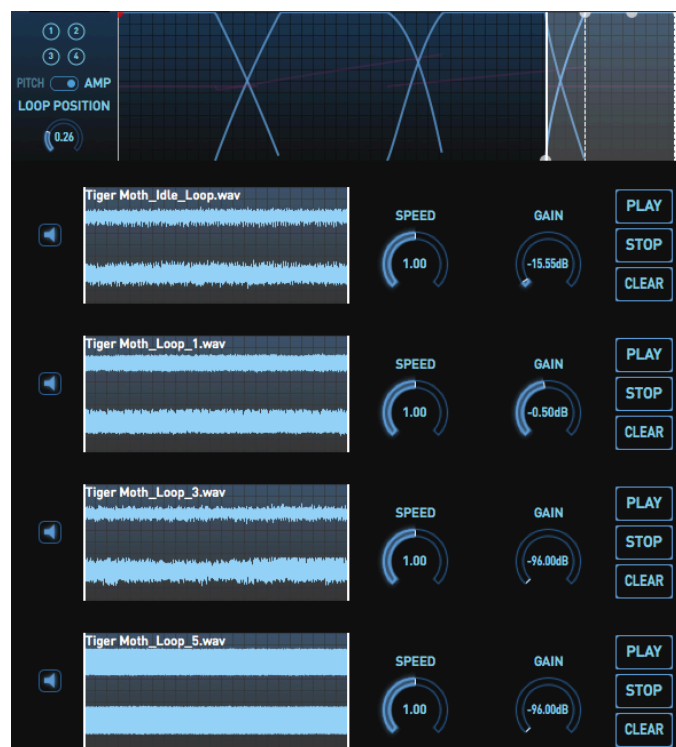 1 2
3 4
PITCH AMP
LOOP POSITION
0.26
Tiger Moth_Idle_Loop.wav
SPEED
1.00
GAIN
-15.55dB
PLAY
STOP
CLEAR
Tiger Moth_Loop_1.wav
SPEED
1.00
GAIN
-0.50dB
PLAY
STOP
CLEAR
Tiger Moth_Loop_3.wav
SPEED
1.00
GAIN
-96.00dB
PLAY
STOP
CLEAR
Tiger Moth_Loop_5.wav
SPEED
1.00
GAIN
-96.00dB
PLAY
STOP
CLEAR